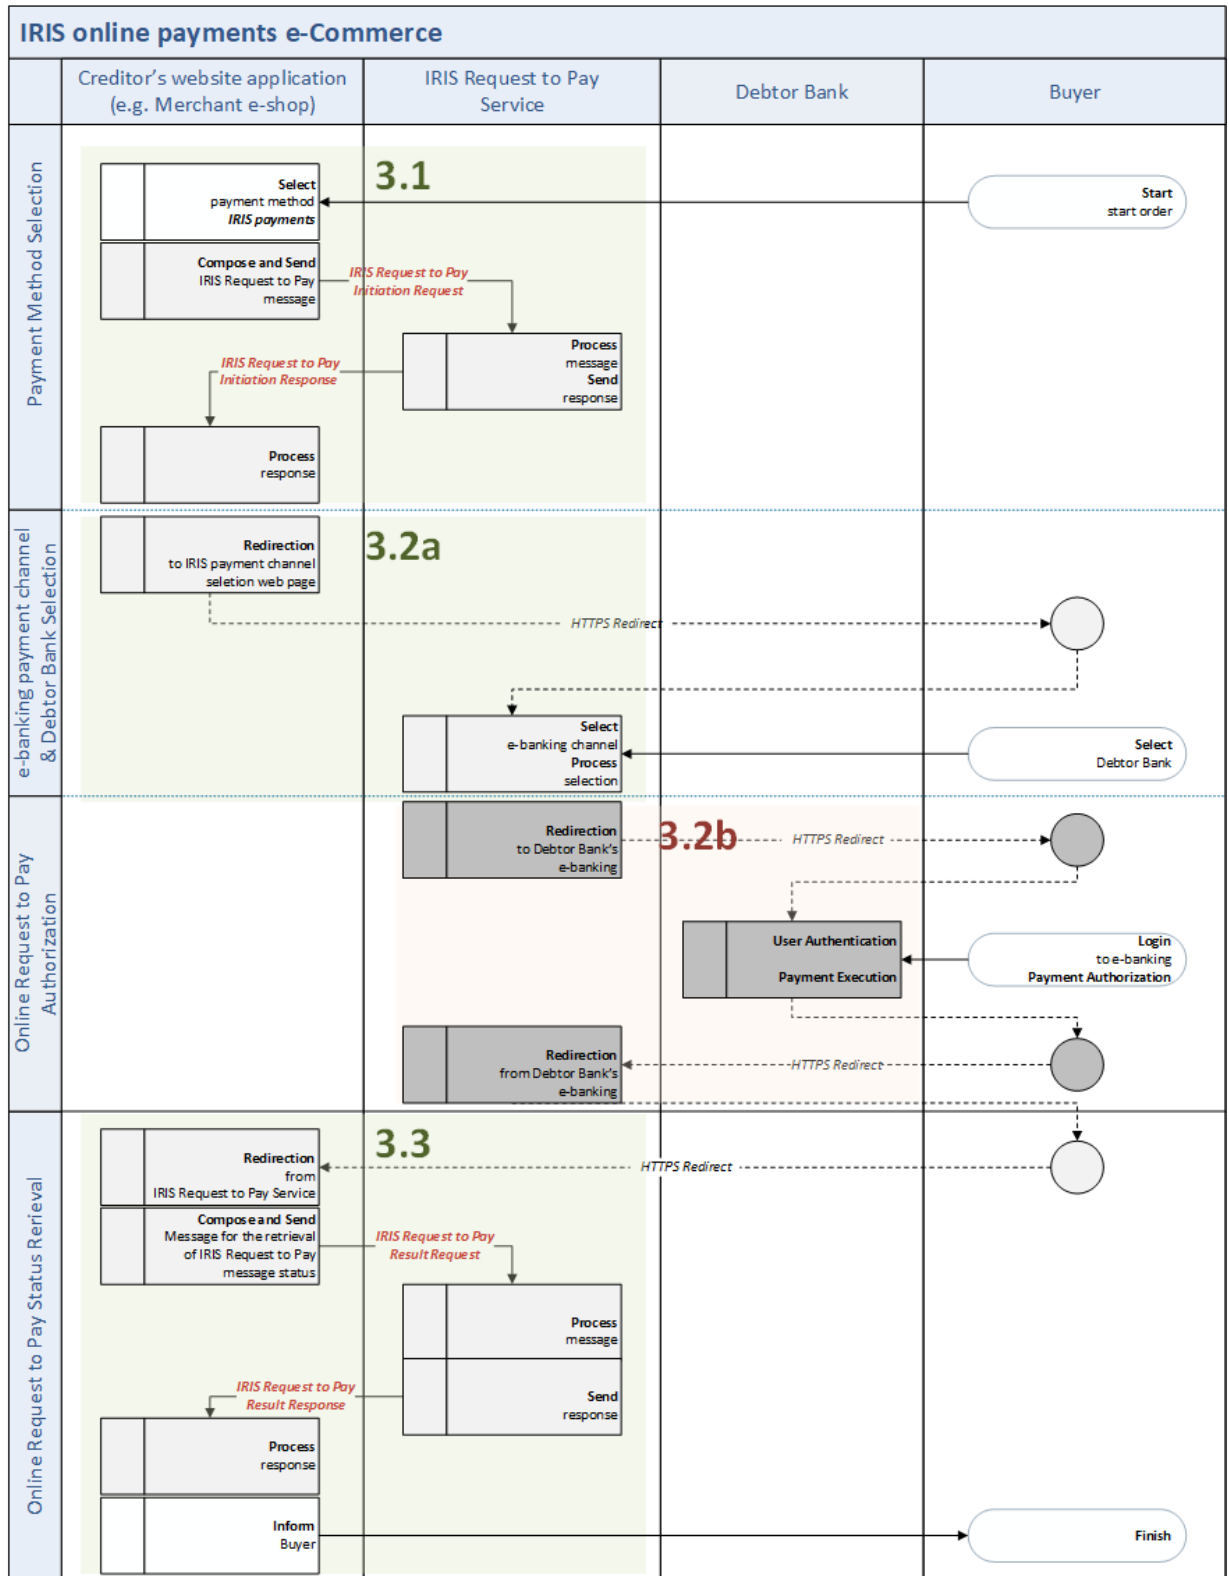 IRIS online payments e-Commerce
Creditor's website application
(e.g. Merchant e-shop)
IRIS Request to Pay
Service
Debtor Bank
Buyer
Payment Method Selection
3.1
Select
payment method
IRIS payments
Start
start order
Compose and Send
IRIS Request to Pay
message
IRIS Request to Pay
Initiation Request
Process
message
Send
response
IRIS Request to Pay
Initiation Response
Process
response
e-banking payment channel
& Debtor Bank Selection
3.2a
Redirection
to IRIS payment channel
seletion web page
HTTPS Redirect
Select
e-banking channel
Process
selection
Select
Debtor Bank
Online Request to Pay
Authorization
3.2b
Redirection
to Debtor Bank's
e-banking
HTTPS Redirect
User Authentication
Payment Execution
Login
to e-banking
Payment Authorization
Redirection
from Debtor Bank's
e-banking
HTTPS Redirect
Online Request to Pay Status Rerieval
3.3
Redirection
from
IRIS Request to Pay Service
HTTPS Redirect
Compose and Send
Message for the retrieval
of IRIS Request to Pay
message status
IRIS Request to Pay
Result Request
Process
message
Send
response
IRIS Request to Pay
Result Response
Process
response
Inform
Buyer
Finish